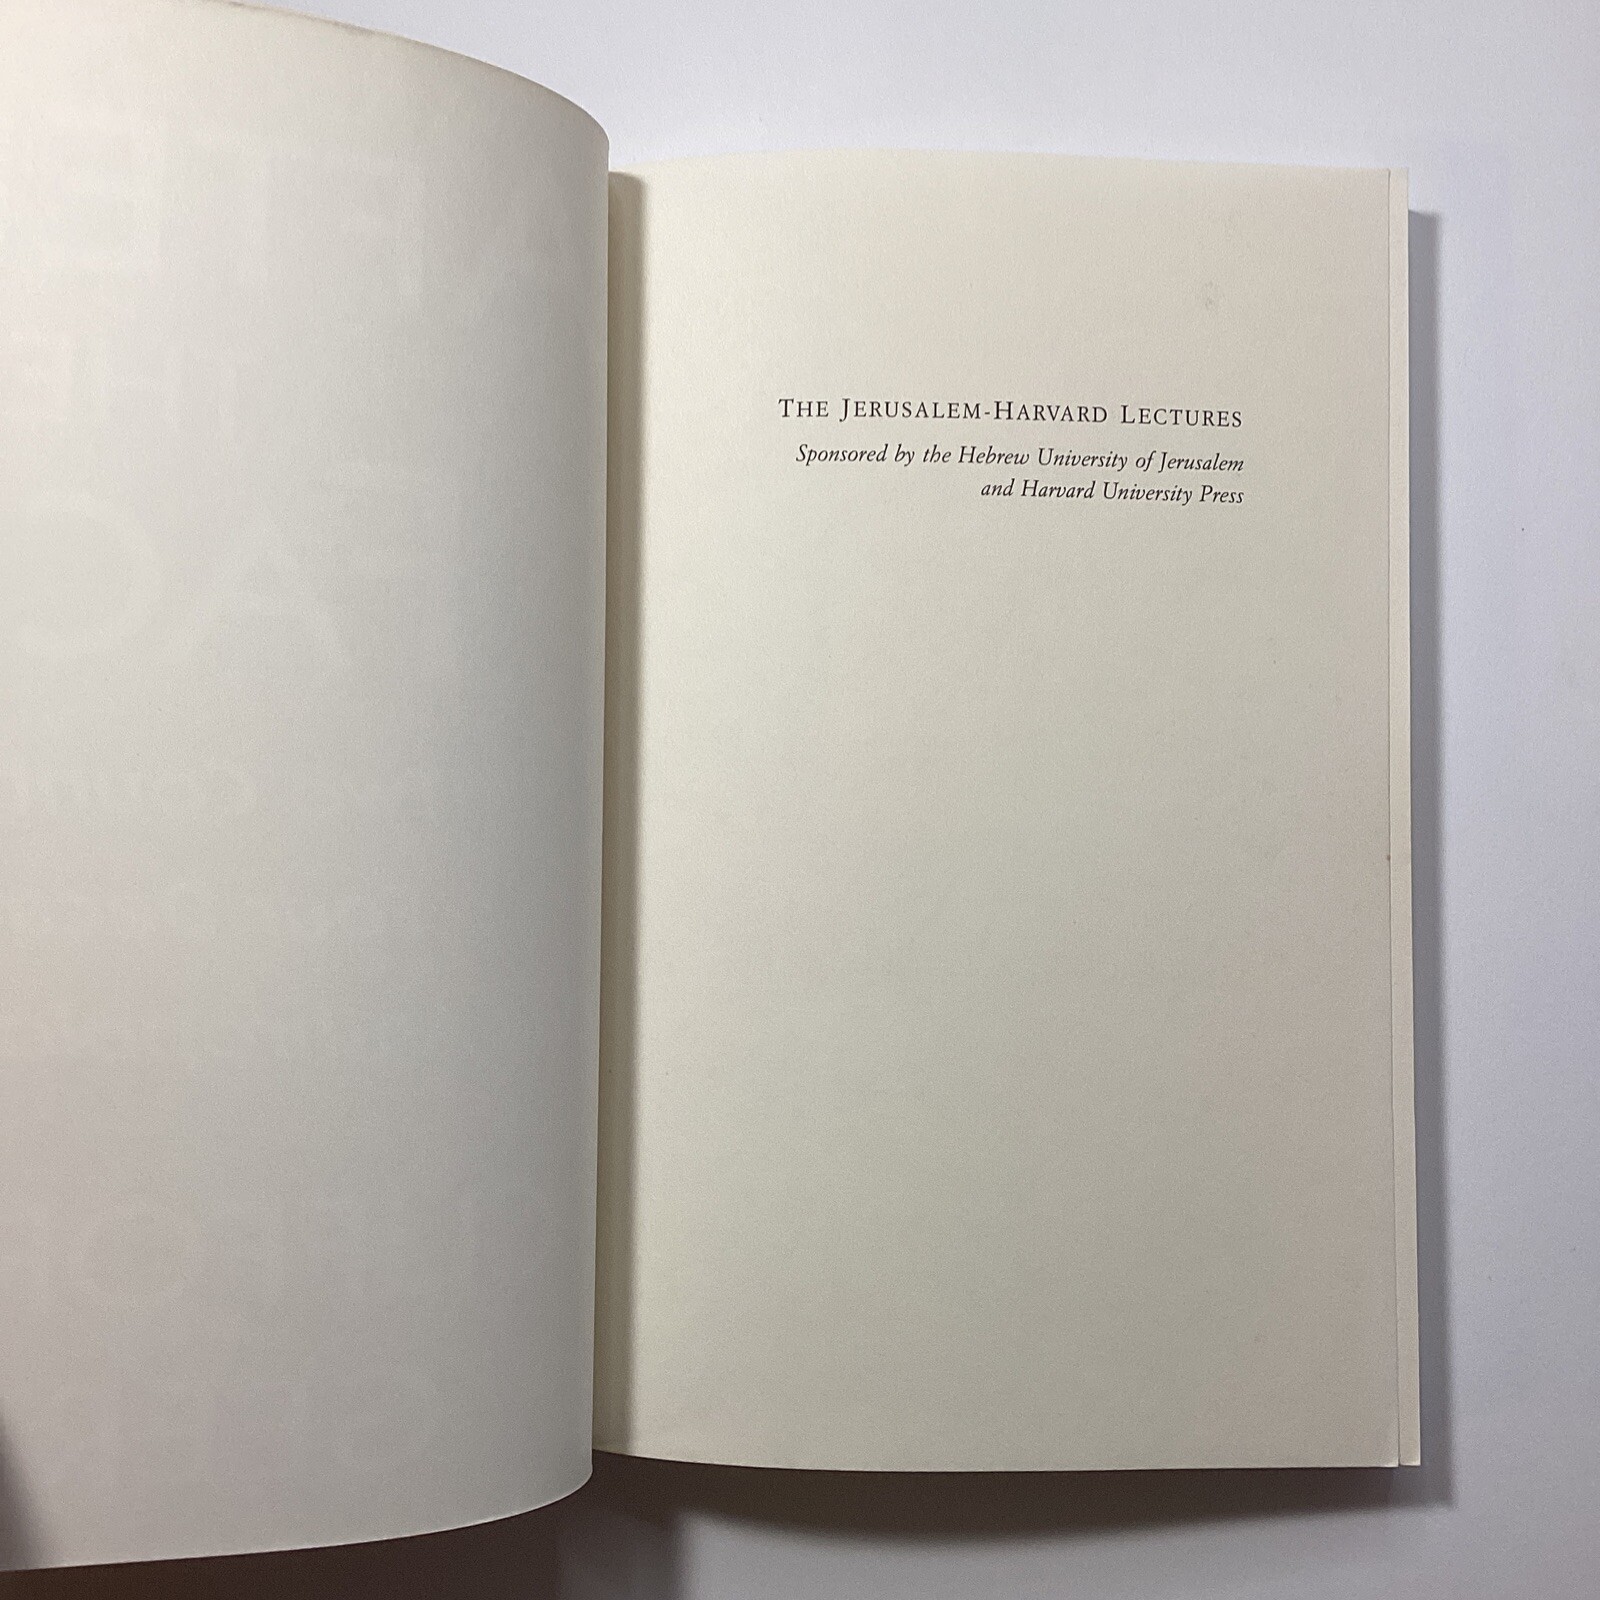 THE JERUSALEM-HARVARD LECTURES
Sponsored by the Hebrew University of Jerusalem
and Harvard University Press